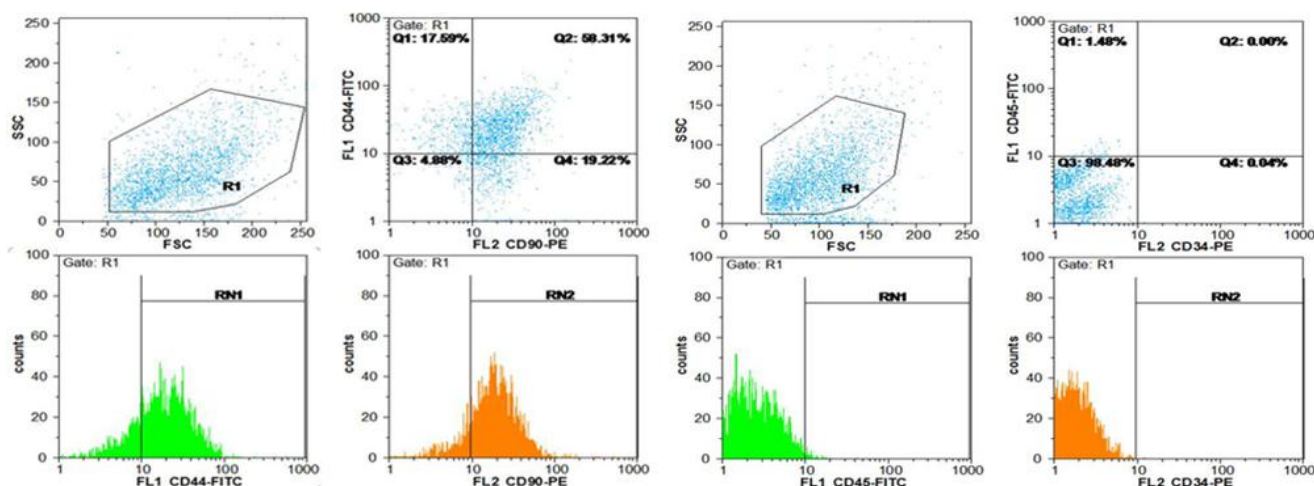 250
200
150
100
50
0
SSC
R1
0 50 100 150 200 250
FSC
1000
100
10
1
FL1 CD44-FITC
Gate: R1
Q1: 17.59% Q2: 58.31%
Q3: 4.88% Q4: 19.22%
1 10 100 1000
FL2 CD90-PE
250
200
150
100
50
0
SSC
R1
0 50 100 150 200 250
FSC
1000
100
10
1
FL1 CD45-FITC
Gate: R1
Q1: 1.48% Q2: 0.00%
Q3: 98.48% Q4: 0.04%
1 10 100 1000
FL2 CD34-PE
100
80
60
40
20
0
counts
Gate: R1
RN1
1 10 100 1000
FL1 CD44-FITC
100
80
60
40
20
0
counts
Gate: R1
RN2
1 10 100 1000
FL2 CD90-PE
100
80
60
40
20
0
counts
Gate: R1
RN1
1 10 100 1000
FL1 CD45-FITC
100
80
60
40
20
0
counts
Gate: R1
RN2
1 10 100 1000
FL2 CD34-PE